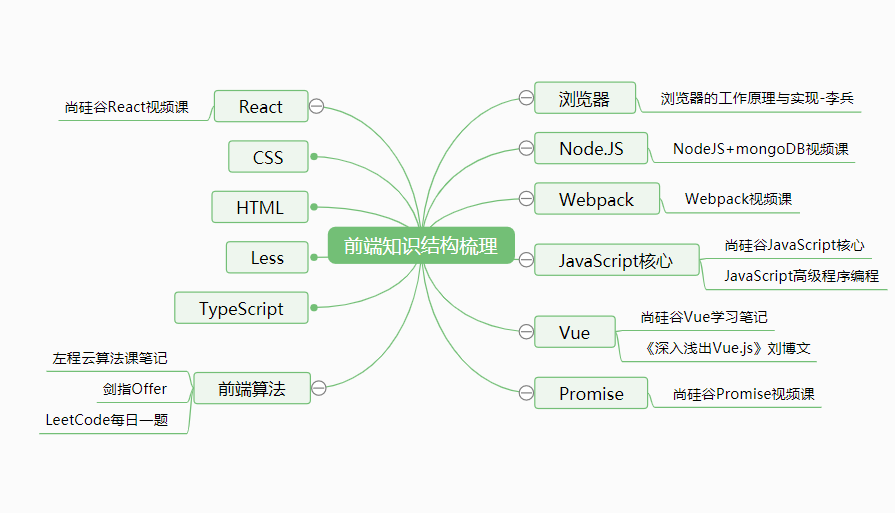 前端知识结构梳理
React
尚硅谷React视频课
CSS
HTML
Less
TypeScript
前端算法
左程云算法课笔记
剑指Offer
LeetCode每日一题
浏览器
浏览器的工作原理与实现-李兵
NodeJS
NodeJS+mongoDB视频课
Webpack
Webpack视频课
JavaScript核心
尚硅谷JavaScript核心
JavaScript高级程序编程
Vue
尚硅谷Vue学习笔记
《深入浅出Vue.js》刘博文
Promise
尚硅谷Promise视频课